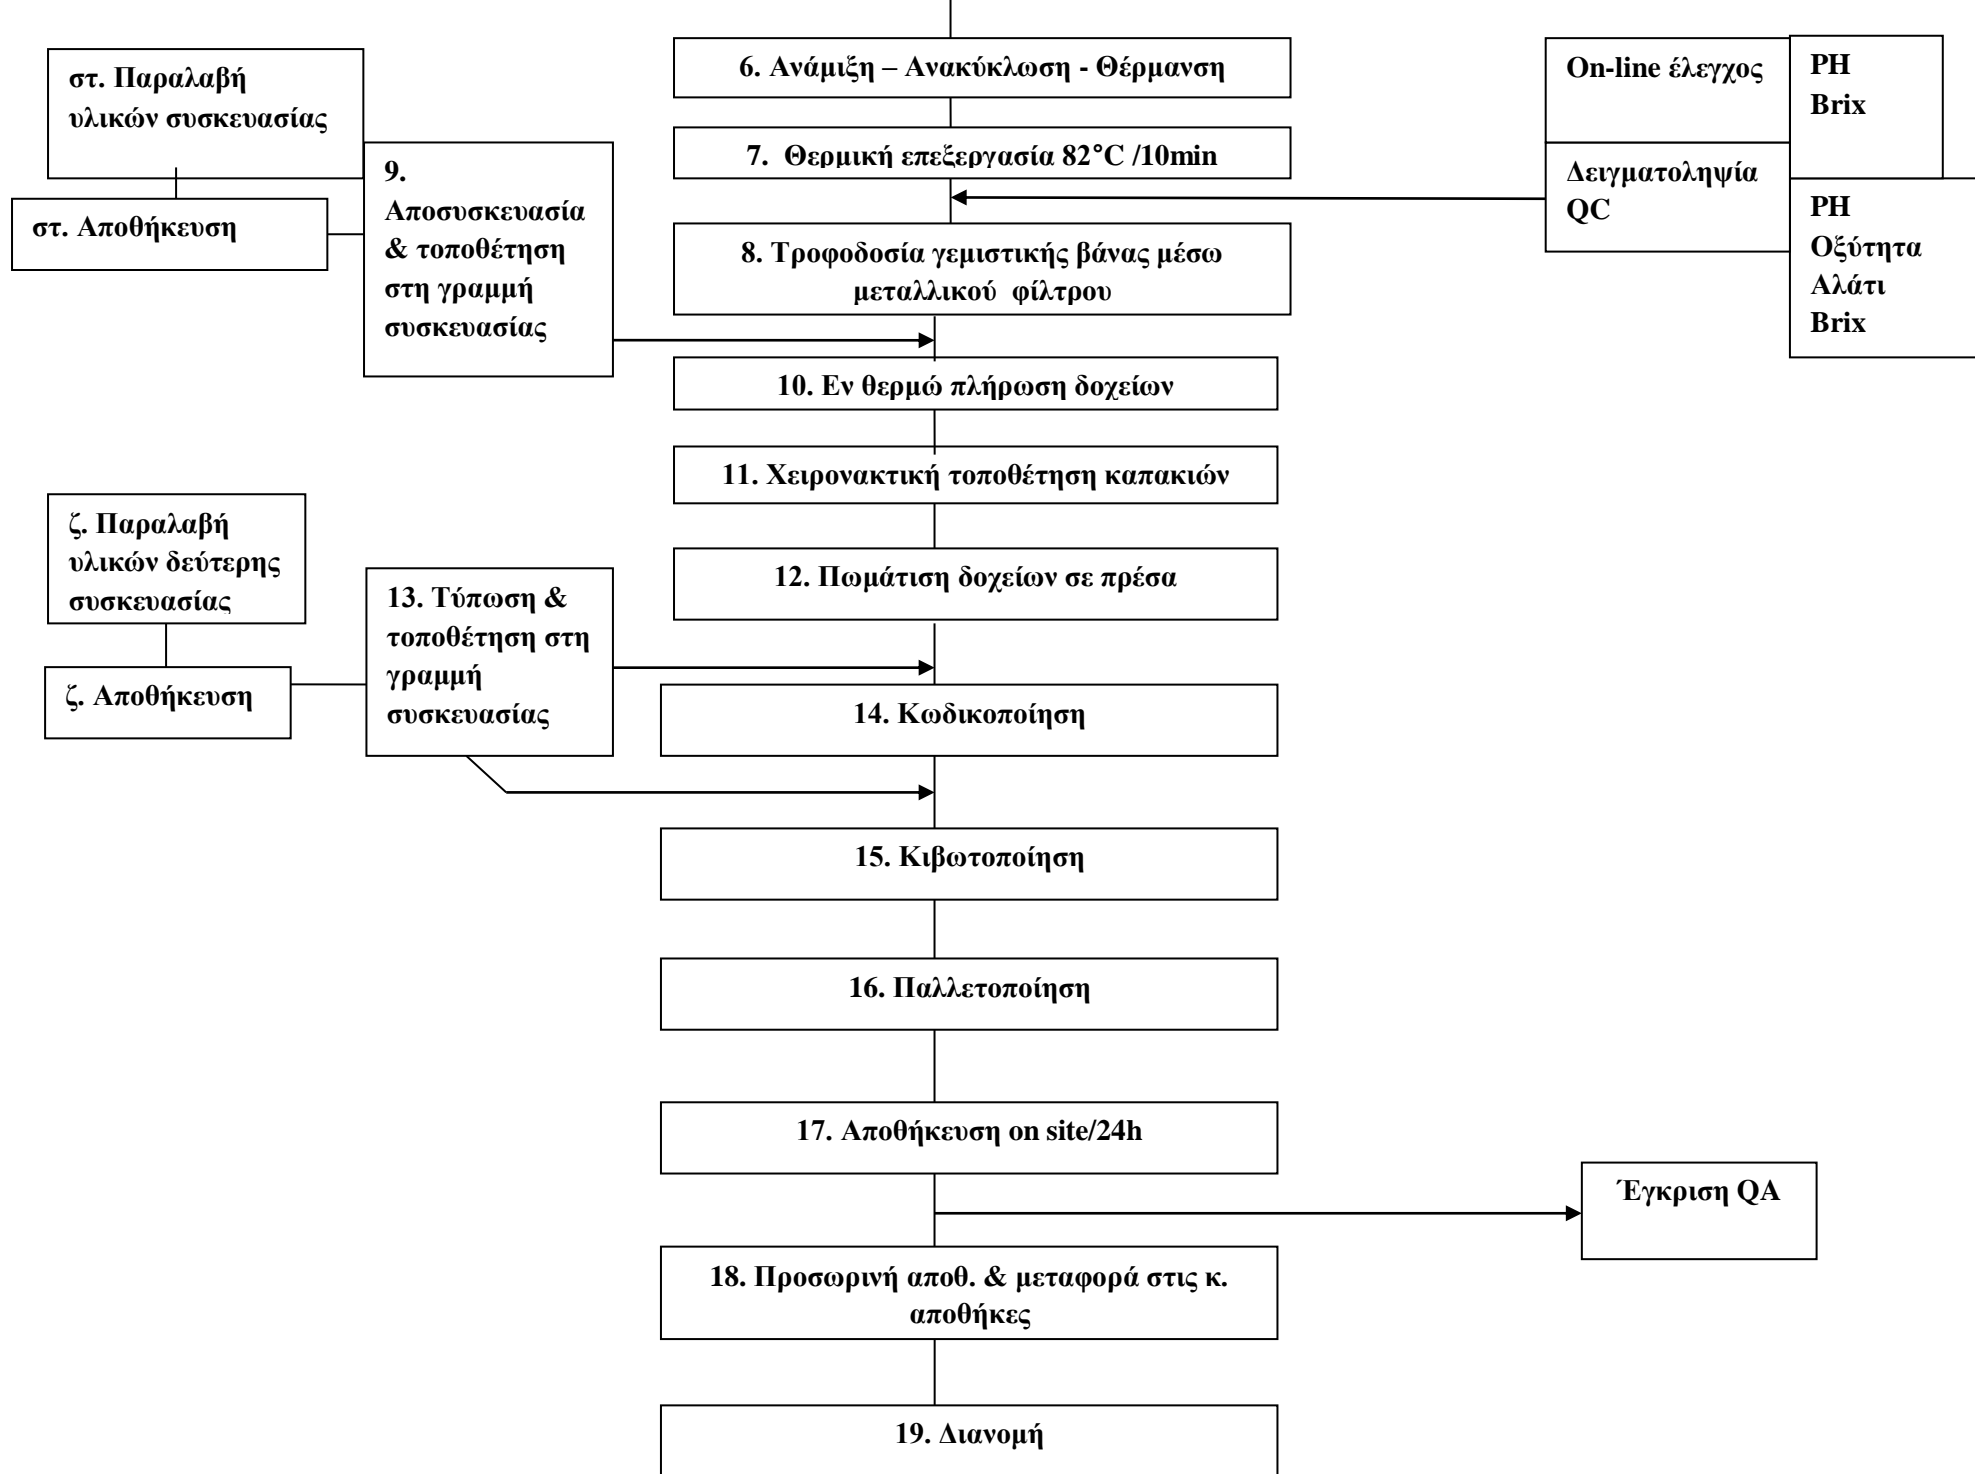 στ. Παραλαβή
υλικών συσκευασίας
στ. Αποθήκευση
9.
Αποσυσκευασία
& τοποθέτηση
στη γραμμή
συσκευασίας
6. Ανάμιξη – Ανακύκλωση - Θέρμανση
7. Θερμική επεξεργασία 82°C /10min
On-line έλεγχος
PH
Brix
Δειγματοληψία
QC
PH
Οξύτητα
Αλάτι
Brix
8. Τροφοδοσία γεμιστικής βάνας μέσω
μεταλλικού φίλτρου
10. Εν θερμώ πλήρωση δοχείων
11. Χειρονακτική τοποθέτηση καπακιών
12. Πωμάτιση δοχείων σε πρέσα
ζ. Παραλαβή
υλικών δεύτερης
συσκευασίας
ζ. Αποθήκευση
13. Τύπωση &
τοποθέτηση στη
γραμμή
συσκευασίας
14. Κωδικοποίηση
15. Κιβωτοποίηση
16. Παλλετοποίηση
17. Αποθήκευση on site/24h
Έγκριση QA
18. Προσωρινή αποθ. & μεταφορά στις κ.
αποθήκες
19. Διανομή